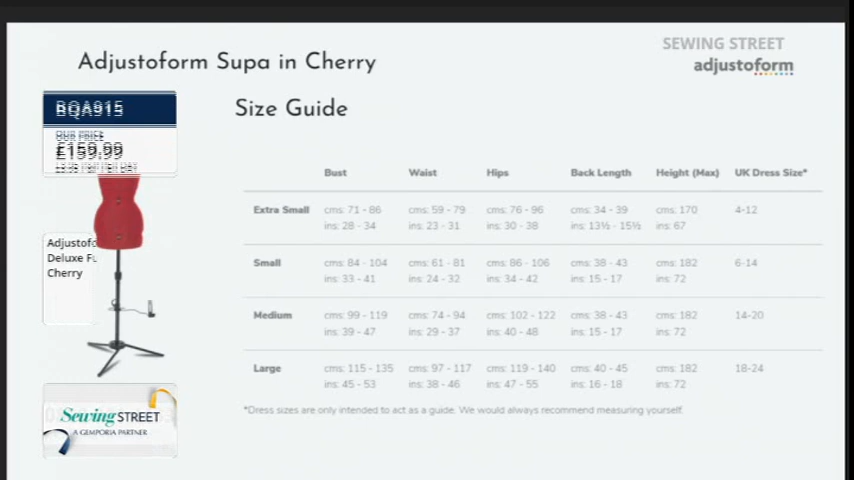 SEWING STREET
adjustoform
Adjustoform Supa in Cherry
BQA915
OUR PRICE
£159.99
Adjustofo
Deluxe Fu
Cherry
Sewing STREET
A GEMPORIA PARTNER
Size Guide
Bust Waist Hips Back Length Height (Max) UK Dress Size*
Extra Small cms: 71 - 86 cms: 59 - 79 cms: 76 - 96 cms: 34 - 39 cms: 170 4-12
ins: 28 - 34 ins: 23 - 31 ins: 30 - 38 ins: 13½ - 15½ ins: 67
Small cms: 84 - 104 cms: 61 - 81 cms: 86 - 106 cms: 38 - 43 cms: 182 6-14
ins: 33 - 41 ins: 24 - 32 ins: 34 - 42 ins: 15 - 17 ins: 72
Medium cms: 99 - 119 cms: 74 - 94 cms: 102 - 122 cms: 38 - 43 cms: 182 14-20
ins: 39 - 47 ins: 29 - 37 ins: 40 - 48 ins: 15 - 17 ins: 72
Large cms: 115 - 135 cms: 97 - 117 cms: 119 - 140 cms: 40 - 45 cms: 182 18-24
ins: 45 - 53 ins: 38 - 46 ins: 47 - 55 ins: 16 - 18 ins: 72
*Dress sizes are only intended to act as a guide. We would always recommend measuring yourself.